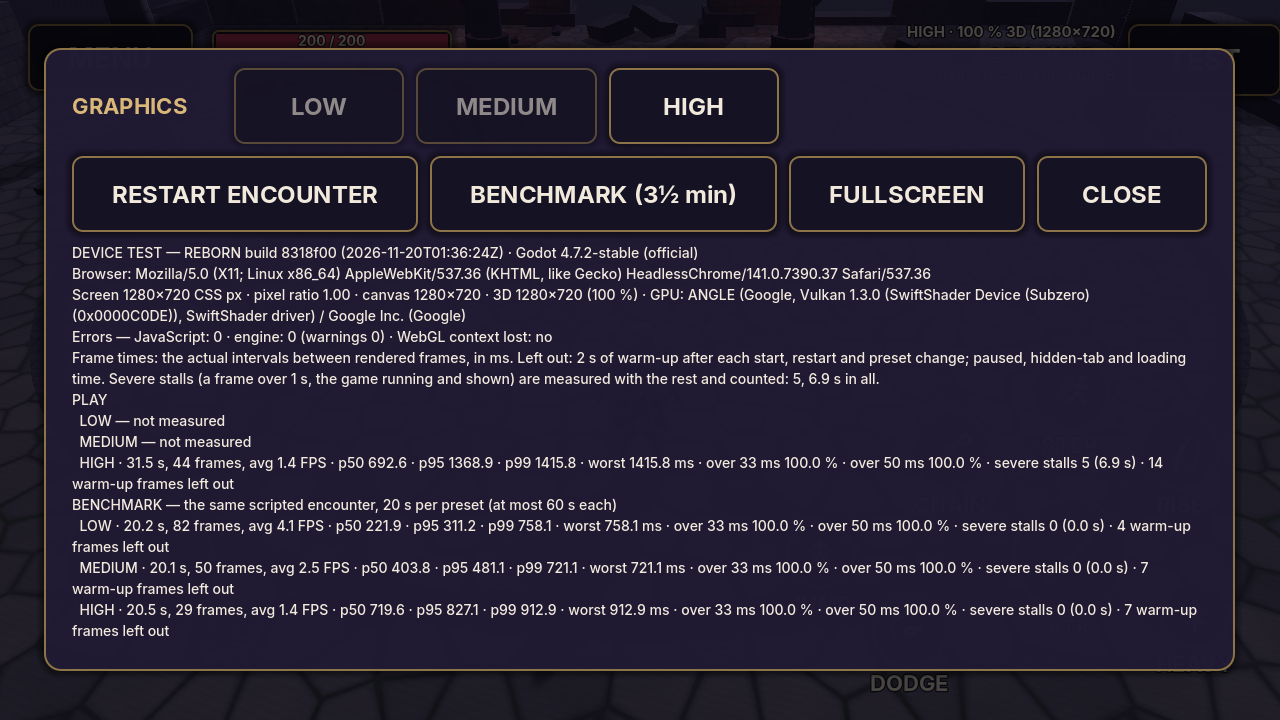 200 / 200
HIGH · 100 % 3D (1280×720)
GRAPHICS
LOW
MEDIUM
HIGH
RESTART ENCOUNTER
BENCHMARK (3½ min)
FULLSCREEN
CLOSE
DEVICE TEST — REBORN build 8318f00 (2026-11-20T01:36:24Z) · Godot 4.7.2-stable (official)
Browser: Mozilla/5.0 (X11; Linux x86_64) AppleWebKit/537.36 (KHTML, like Gecko) HeadlessChrome/141.0.7390.37 Safari/537.36
Screen 1280×720 CSS px · pixel ratio 1.00 · canvas 1280×720 · 3D 1280×720 (100 %) · GPU: ANGLE (Google, Vulkan 1.3.0 (SwiftShader Device (Subzero)
(0x0000C0DE)), SwiftShader driver) / Google Inc. (Google)
Errors — JavaScript: 0 · engine: 0 (warnings 0) · WebGL context lost: no
Frame times: the actual intervals between rendered frames, in ms. Left out: 2 s of warm-up after each start, restart and preset change; paused, hidden-tab and loading
time. Severe stalls (a frame over 1 s, the game running and shown) are measured with the rest and counted: 5, 6.9 s in all.
PLAY
LOW — not measured
MEDIUM — not measured
HIGH · 31.5 s, 44 frames, avg 1.4 FPS · p50 692.6 · p95 1368.9 · p99 1415.8 · worst 1415.8 ms · over 33 ms 100.0 % · over 50 ms 100.0 % · severe stalls 5 (6.9 s) · 14
warm-up frames left out
BENCHMARK — the same scripted encounter, 20 s per preset (at most 60 s each)
LOW · 20.2 s, 82 frames, avg 4.1 FPS · p50 221.9 · p95 311.2 · p99 758.1 · worst 758.1 ms · over 33 ms 100.0 % · over 50 ms 100.0 % · severe stalls 0 (0.0 s) · 4 warm-up
frames left out
MEDIUM · 20.1 s, 50 frames, avg 2.5 FPS · p50 403.8 · p95 481.1 · p99 721.1 · worst 721.1 ms · over 33 ms 100.0 % · over 50 ms 100.0 % · severe stalls 0 (0.0 s) · 7
warm-up frames left out
HIGH · 20.5 s, 29 frames, avg 1.4 FPS · p50 719.6 · p95 827.1 · p99 912.9 · worst 912.9 ms · over 33 ms 100.0 % · over 50 ms 100.0 % · severe stalls 0 (0.0 s) · 7 warm-up
frames left out
DODGE